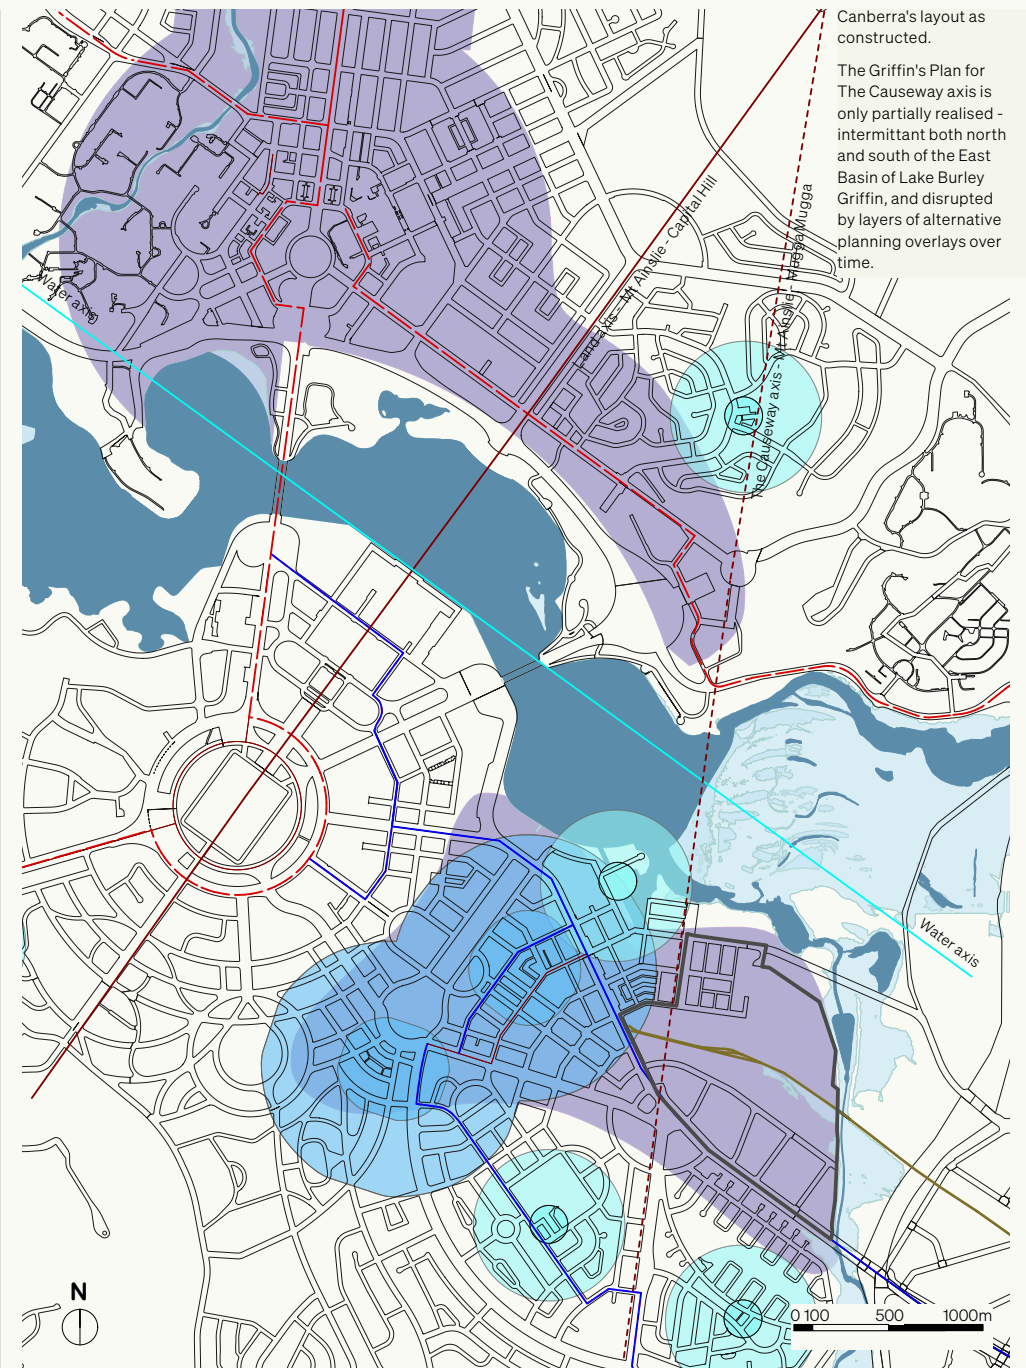 Canberra's layout as
constructed.
The Griffin's Plan for
The Causeway axis is
only partially realised -
intermittant both north
and south of the East
Basin of Lake Burley
Griffin, and disrupted
by layers of alternative
planning overlays over
time.
Land axis - Mt Ainslie - Capital Hill
The Causeway axis - Mt Ainslie - Mugga Mugga
Water axis
Water axis
N
0 100 500 1000m